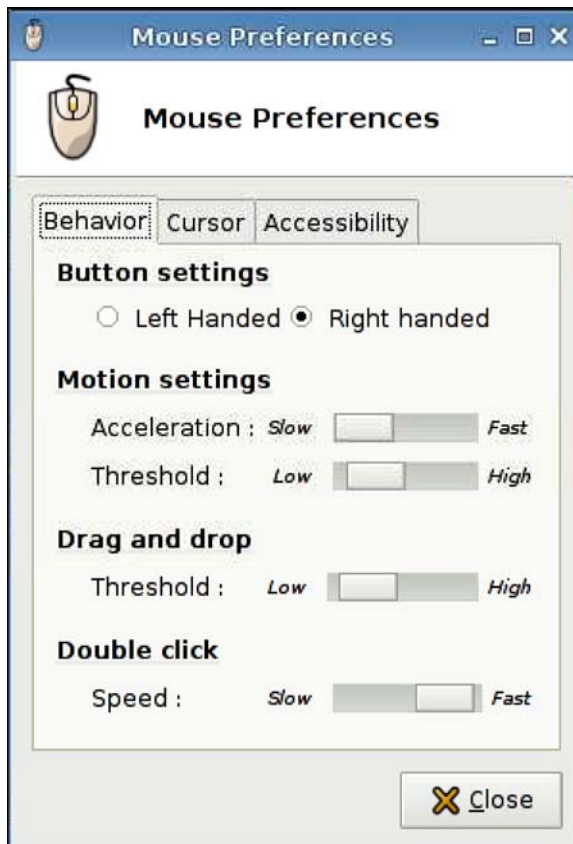 Mouse Preferences
Mouse Preferences
Behavior Cursor Accessibility
Button settings
Left Handed Right handed
Motion settings
Acceleration : Slow Fast
Threshold : Low High
Drag and drop
Threshold : Low High
Double click
Speed : Slow Fast
Close